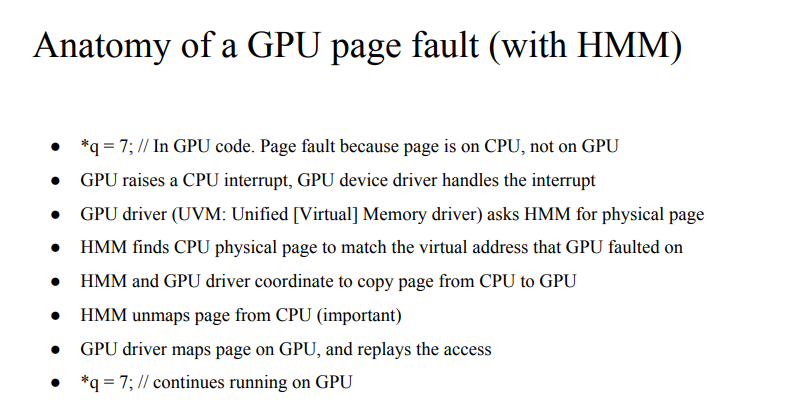 Anatomy of a GPU page fault (with HMM)
● *q = 7; // In GPU code. Page fault because page is on CPU, not on GPU
● GPU raises a CPU interrupt, GPU device driver handles the interrupt
● GPU driver (UVM: Unified [Virtual] Memory driver) asks HMM for physical page
● HMM finds CPU physical page to match the virtual address that GPU faulted on
● HMM and GPU driver coordinate to copy page from CPU to GPU
● HMM unmaps page from CPU (important)
● GPU driver maps page on GPU, and replays the access
● *q = 7; // continues running on GPU